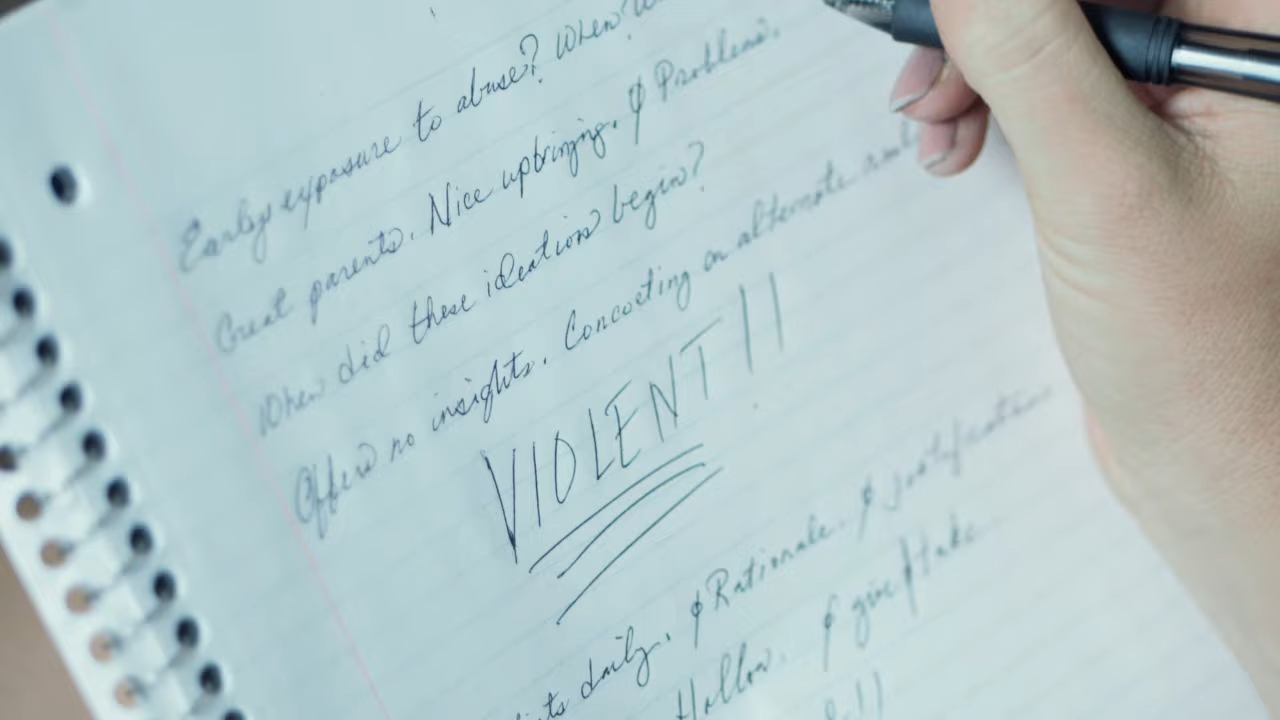 Early exposure to abuse? When
Great parents. Nice upbringing. ∅ Problems.
When did these ideations begin?
Offers no insights. Concocting an alternate
VIOLENT!!
daily. ∅ Rationale. ∅ justification
Hollow. ∅ give/take